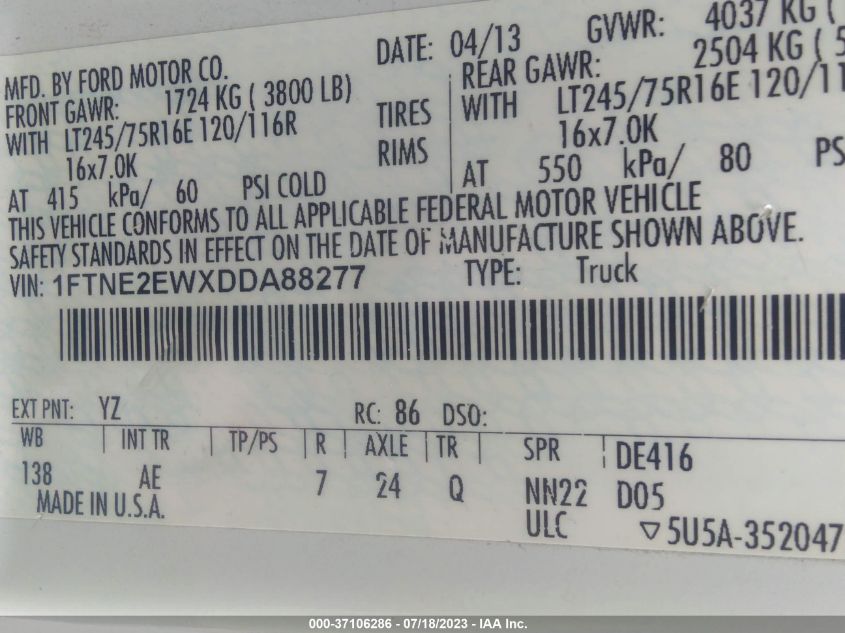 MFD. BY FORD MOTOR CO. DATE: 04/13 GVWR: 4037 KG (
FRONT GAWR: 1724 KG ( 3800 LB) REAR GAWR: 2504 KG ( 5
WITH LT245/75R16E 120/116R TIRES WITH LT245/75R16E 120/11
16x7.0K RIMS 16x7.0K
AT 415 kPa/ 60 PSI COLD AT 550 kPa/ 80 PS
THIS VEHICLE CONFORMS TO ALL APPLICABLE FEDERAL MOTOR VEHICLE
SAFETY STANDARDS IN EFFECT ON THE DATE OF MANUFACTURE SHOWN ABOVE.
VIN: 1FTNE2EWXDDA88277 TYPE: Truck
EXT PNT: YZ RC: 86 DSO:
WB INT TR TP/PS R AXLE TR SPR DE416
138 AE 7 24 Q NN22 D05
MADE IN U.S.A. ULC ▽5U5A-352047
000-37106286 - 07/18/2023 - IAA Inc.